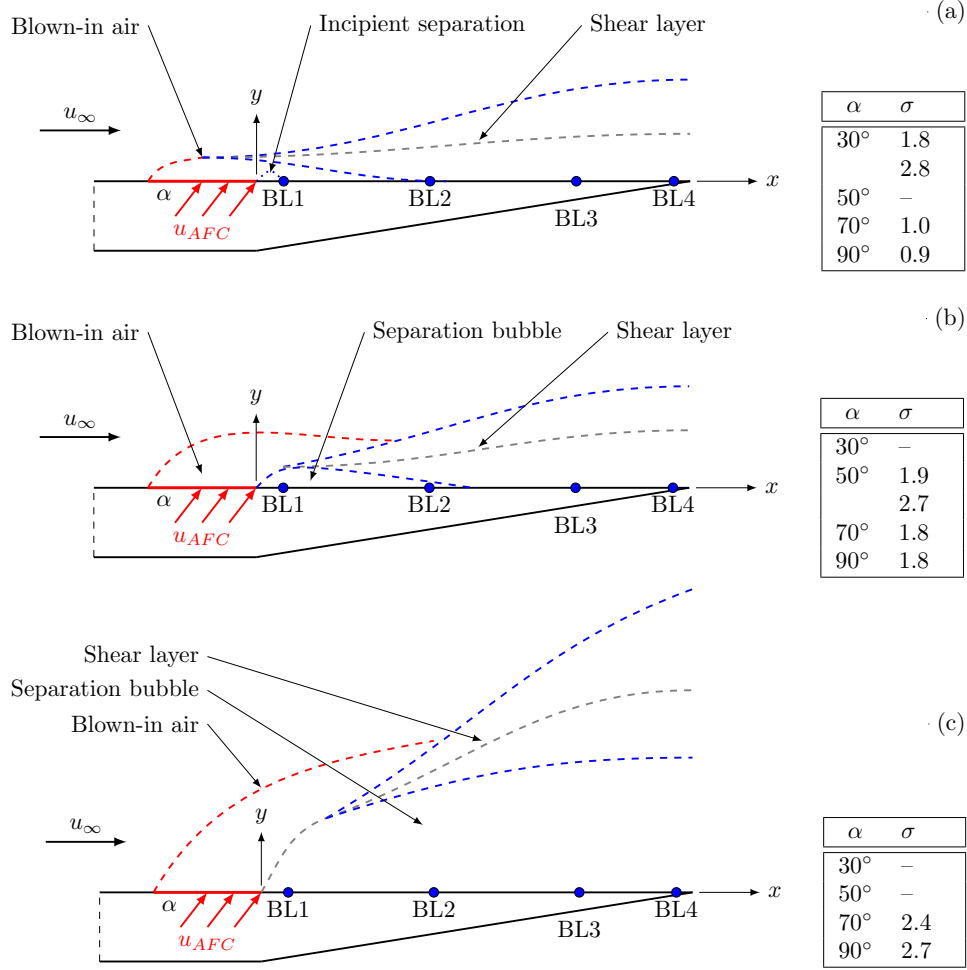 (a)
Blown-in air
Incipient separation
Shear layer
y
u∞
α
u_AFC
BL1
BL2
BL3
BL4
x
α σ
30° 1.8
2.8
50° –
70° 1.0
90° 0.9
(b)
Blown-in air
Separation bubble
Shear layer
y
u∞
α
u_AFC
BL1
BL2
BL3
BL4
x
α σ
30° –
50° 1.9
2.7
70° 1.8
90° 1.8
Shear layer
Separation bubble
Blown-in air
(c)
y
u∞
α
u_AFC
BL1
BL2
BL3
BL4
x
α σ
30° –
50° –
70° 2.4
90° 2.7